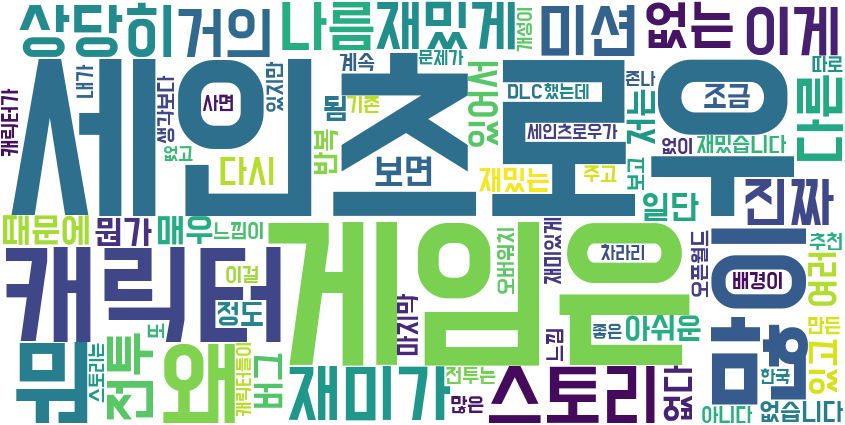 상당히
거의
나름
재밌게
개성이
미션
없는
이게
세인츠로우
캐릭터가
내가
생각보다
없고
사면
있지만
계속
문제가
됨
기존
반복
다시
보면
있어서
DLC
했는데
세인츠로우가
재밌는
주고
존나
저는
보고
조금
없이
재밌습니다
따로
다른
일단
진짜
때문에
뭔가
매우
느낌이
게임은
이
캐릭터
이걸
정도
또
마지막
오버워치
재미있게
차라리
오픈월드
배경이
추천
여러
뭐
스토리는
전투
왜
캐릭터들이
버그
재미가
전투는
많은
스토리
느낌
좋은
아쉬운
없다
함
한국
만든
있고
아니다
없습니다